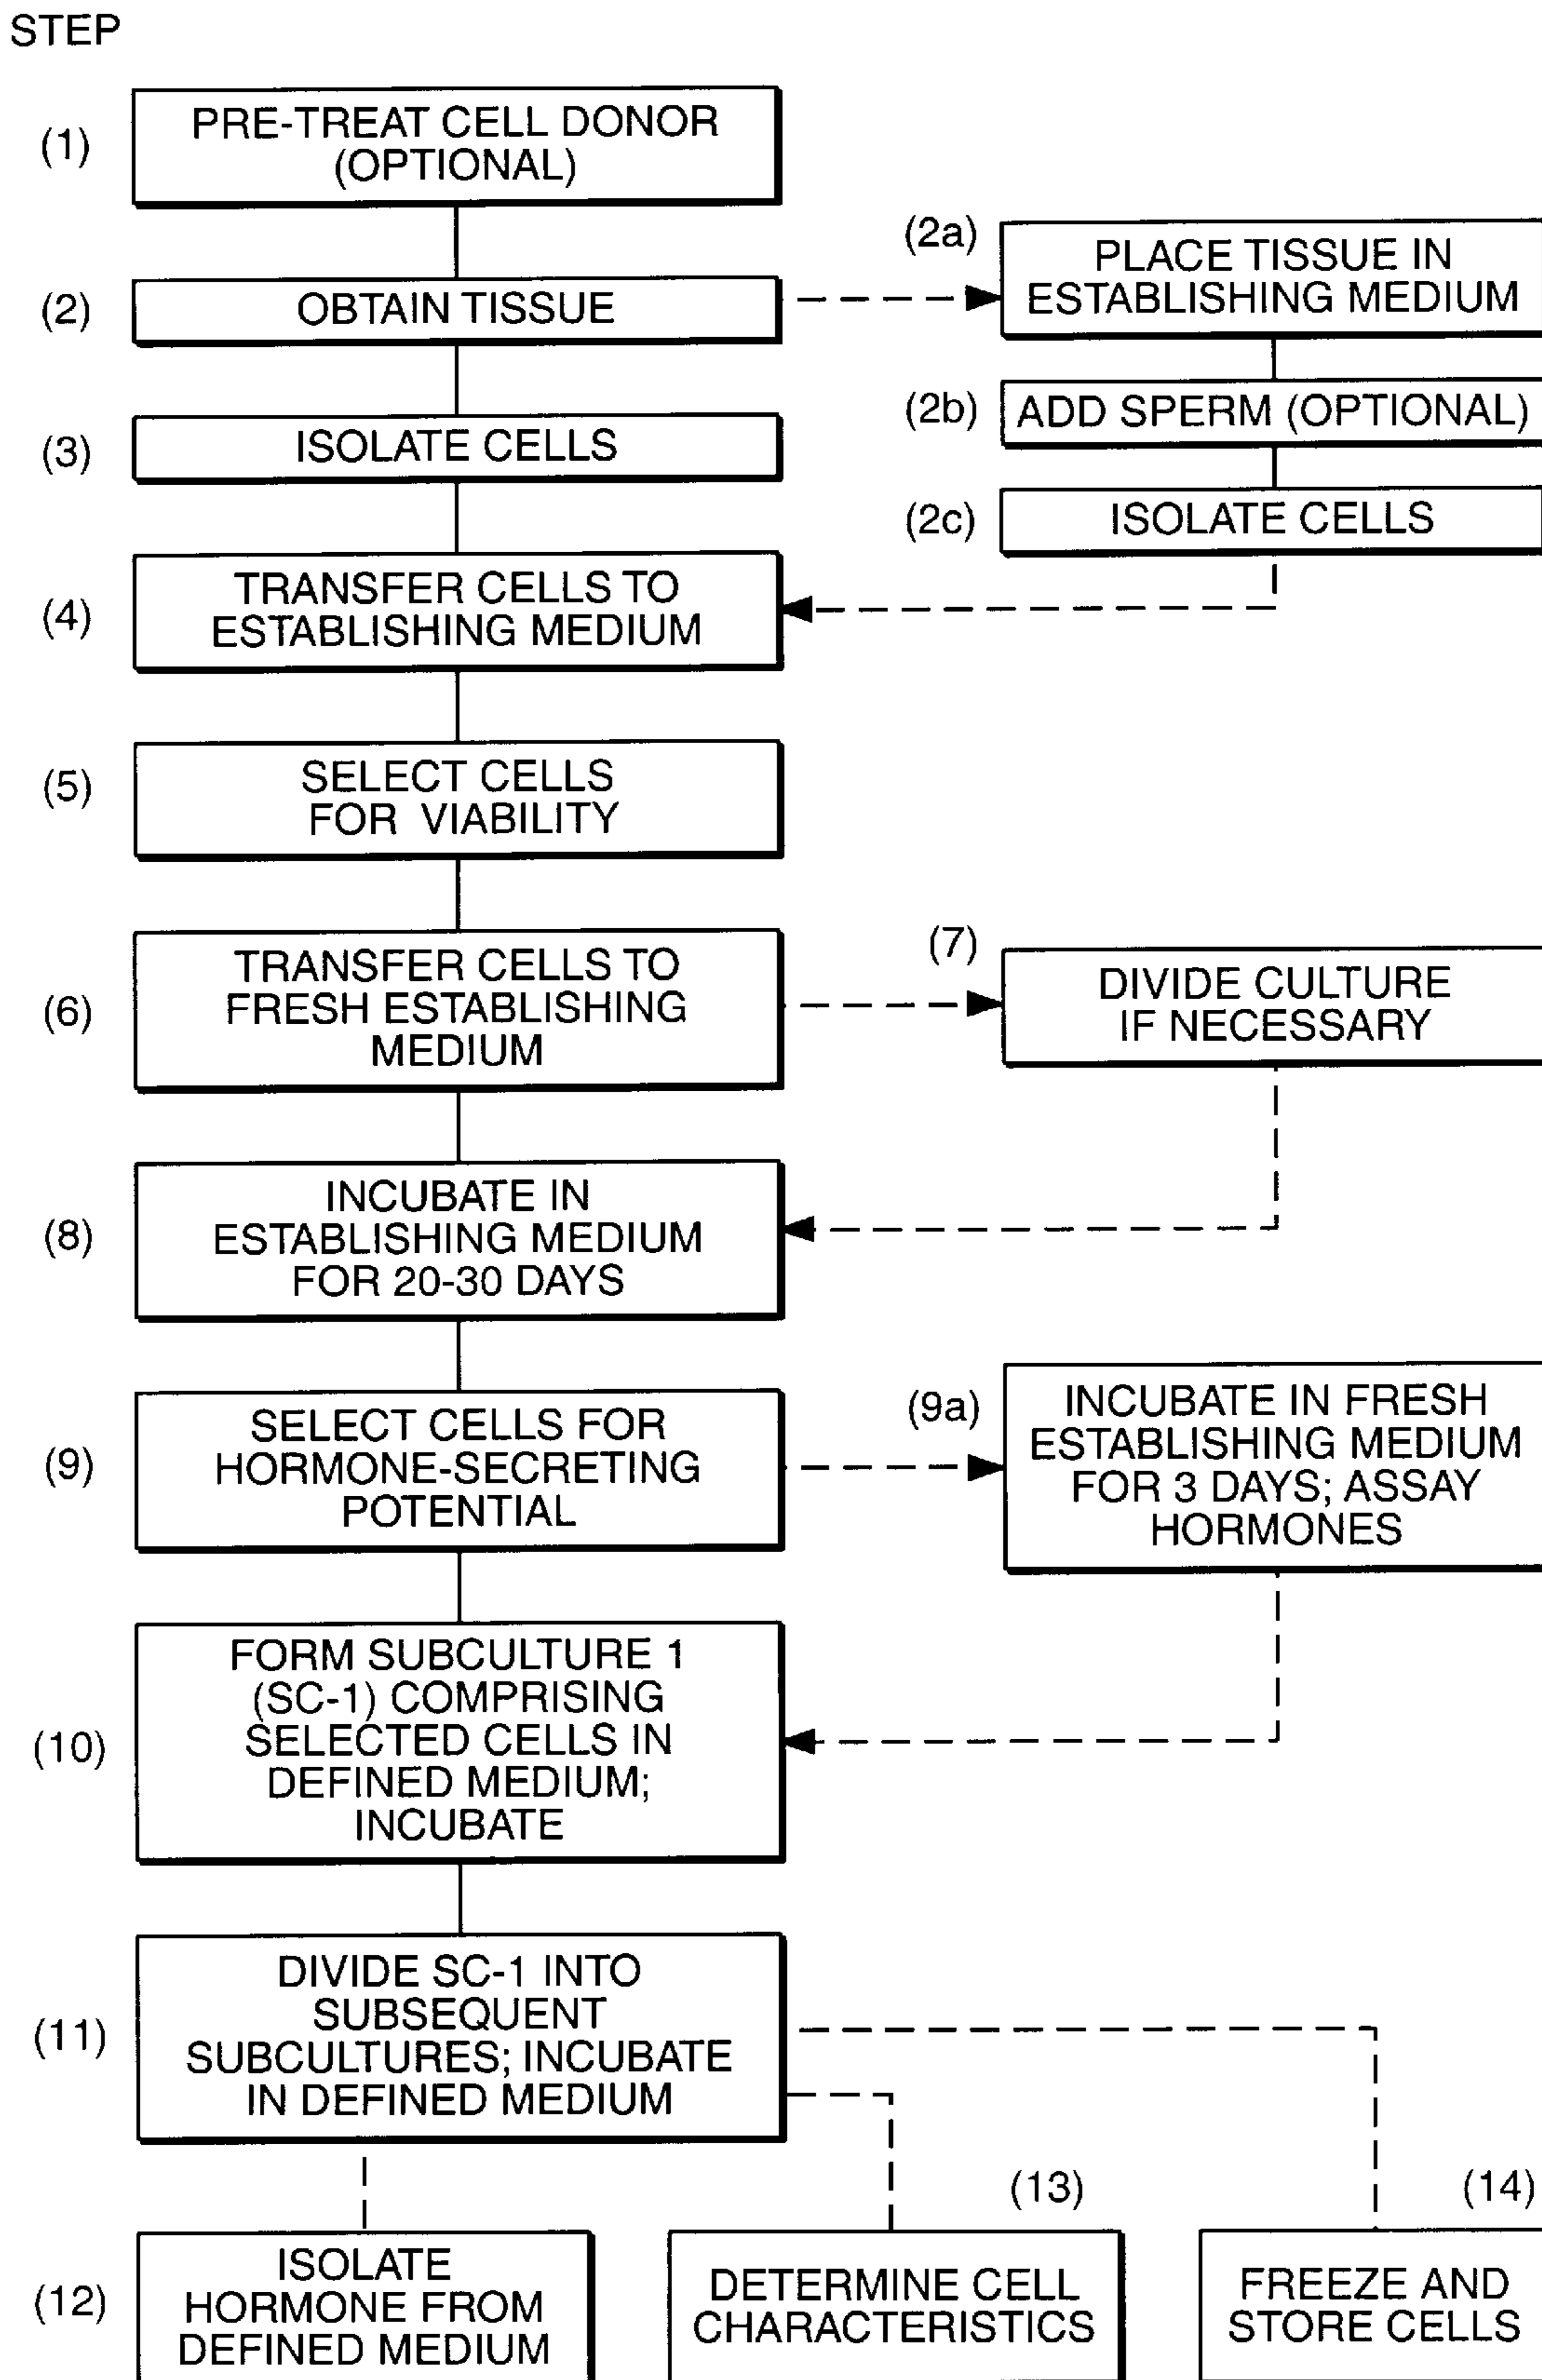 STEP
(1)
PRE-TREAT CELL DONOR
(OPTIONAL)
(2)
OBTAIN TISSUE
(2a)
PLACE TISSUE IN
ESTABLISHING MEDIUM
(2b)
ADD SPERM (OPTIONAL)
(2c)
ISOLATE CELLS
(3)
ISOLATE CELLS
(4)
TRANSFER CELLS TO
ESTABLISHING MEDIUM
(5)
SELECT CELLS
FOR VIABILITY
(6)
TRANSFER CELLS TO
FRESH ESTABLISHING
MEDIUM
(7)
DIVIDE CULTURE
IF NECESSARY
(8)
INCUBATE IN
ESTABLISHING MEDIUM
FOR 20-30 DAYS
(9)
SELECT CELLS FOR
HORMONE-SECRETING
POTENTIAL
(9a)
INCUBATE IN FRESH
ESTABLISHING MEDIUM
FOR 3 DAYS; ASSAY
HORMONES
(10)
FORM SUBCULTURE 1
(SC-1) COMPRISING
SELECTED CELLS IN
DEFINED MEDIUM;
INCUBATE
(11)
DIVIDE SC-1 INTO
SUBSEQUENT
SUBCULTURES; INCUBATE
IN DEFINED MEDIUM
(12)
ISOLATE
HORMONE FROM
DEFINED MEDIUM
(13)
DETERMINE CELL
CHARACTERISTICS
(14)
FREEZE AND
STORE CELLS